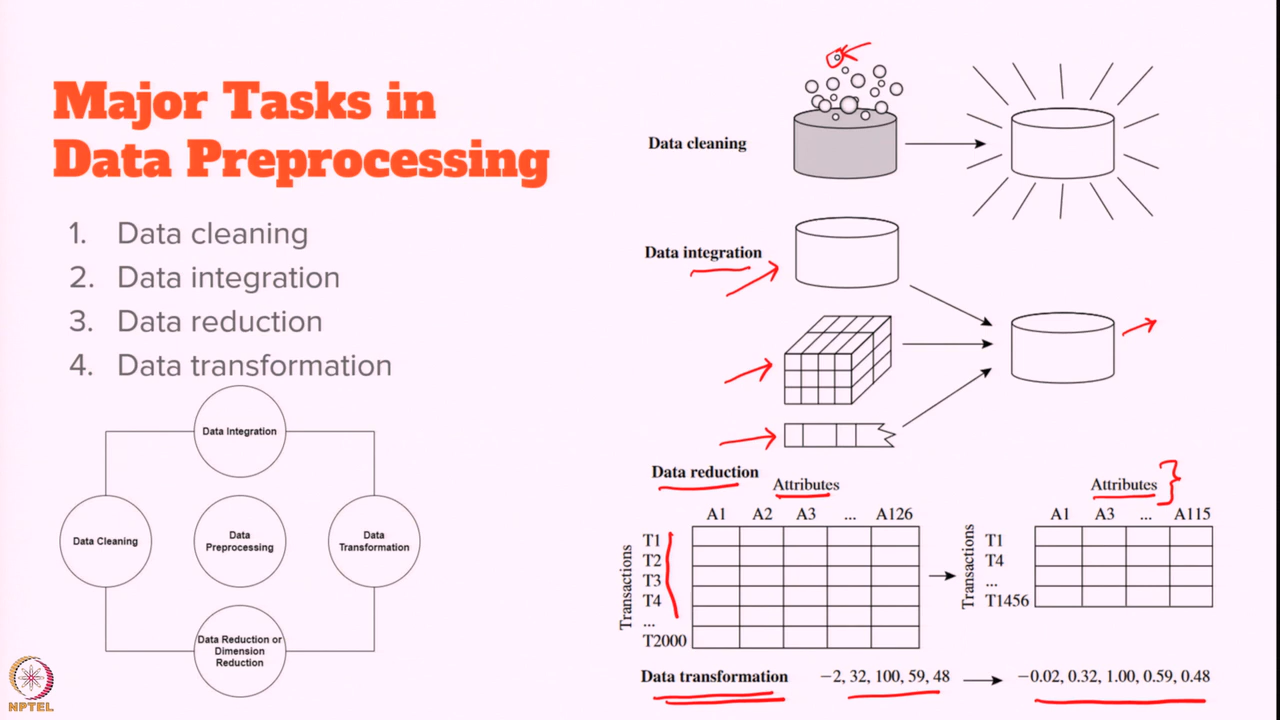 Major Tasks in
Data Preprocessing
1. Data cleaning
2. Data integration
3. Data reduction
4. Data transformation
Data Integration
Data Cleaning
Data
Preprocessing
Data
Transformation
Data Reduction or
Dimension
Reduction
NPTEL
Data cleaning
Data integration
Data reduction
Attributes
A1 A2 A3 ... A126
Transactions
T1
T2
T3
T4
...
T2000
Attributes
A1 A3 ... A115
Transactions
T1
T4
...
T1456
Data transformation −2, 32, 100, 59, 48 −0.02, 0.32, 1.00, 0.59, 0.48